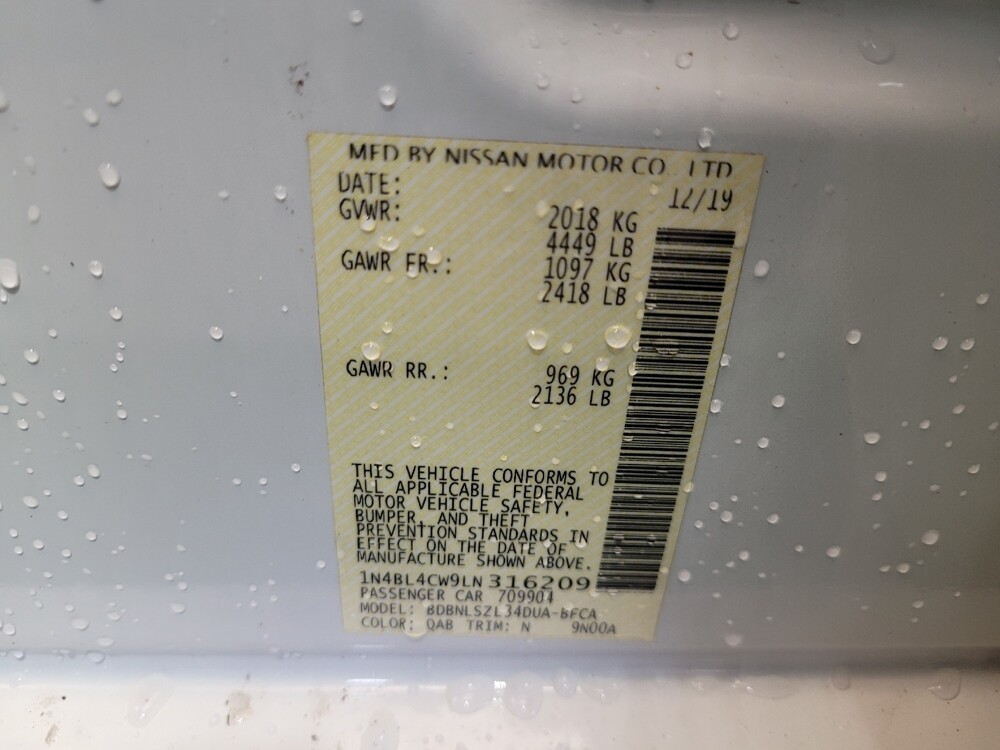 MFD BY NISSAN MOTOR CO. LTD
DATE: 12/19
GVWR: 2018 KG
4449 LB
GAWR FR.: 1097 KG
2418 LB
GAWR RR.: 969 KG
2136 LB
THIS VEHICLE CONFORMS TO
ALL APPLICABLE FEDERAL
MOTOR VEHICLE SAFETY,
BUMPER, AND THEFT
PREVENTION STANDARDS IN
EFFECT ON THE DATE OF
MANUFACTURE SHOWN ABOVE.
1N4BL4CW9LN316209
PASSENGER CAR 709904
MODEL: BDBNLSZL34DUA-BFCA
COLOR: QAB TRIM: N 9N00A